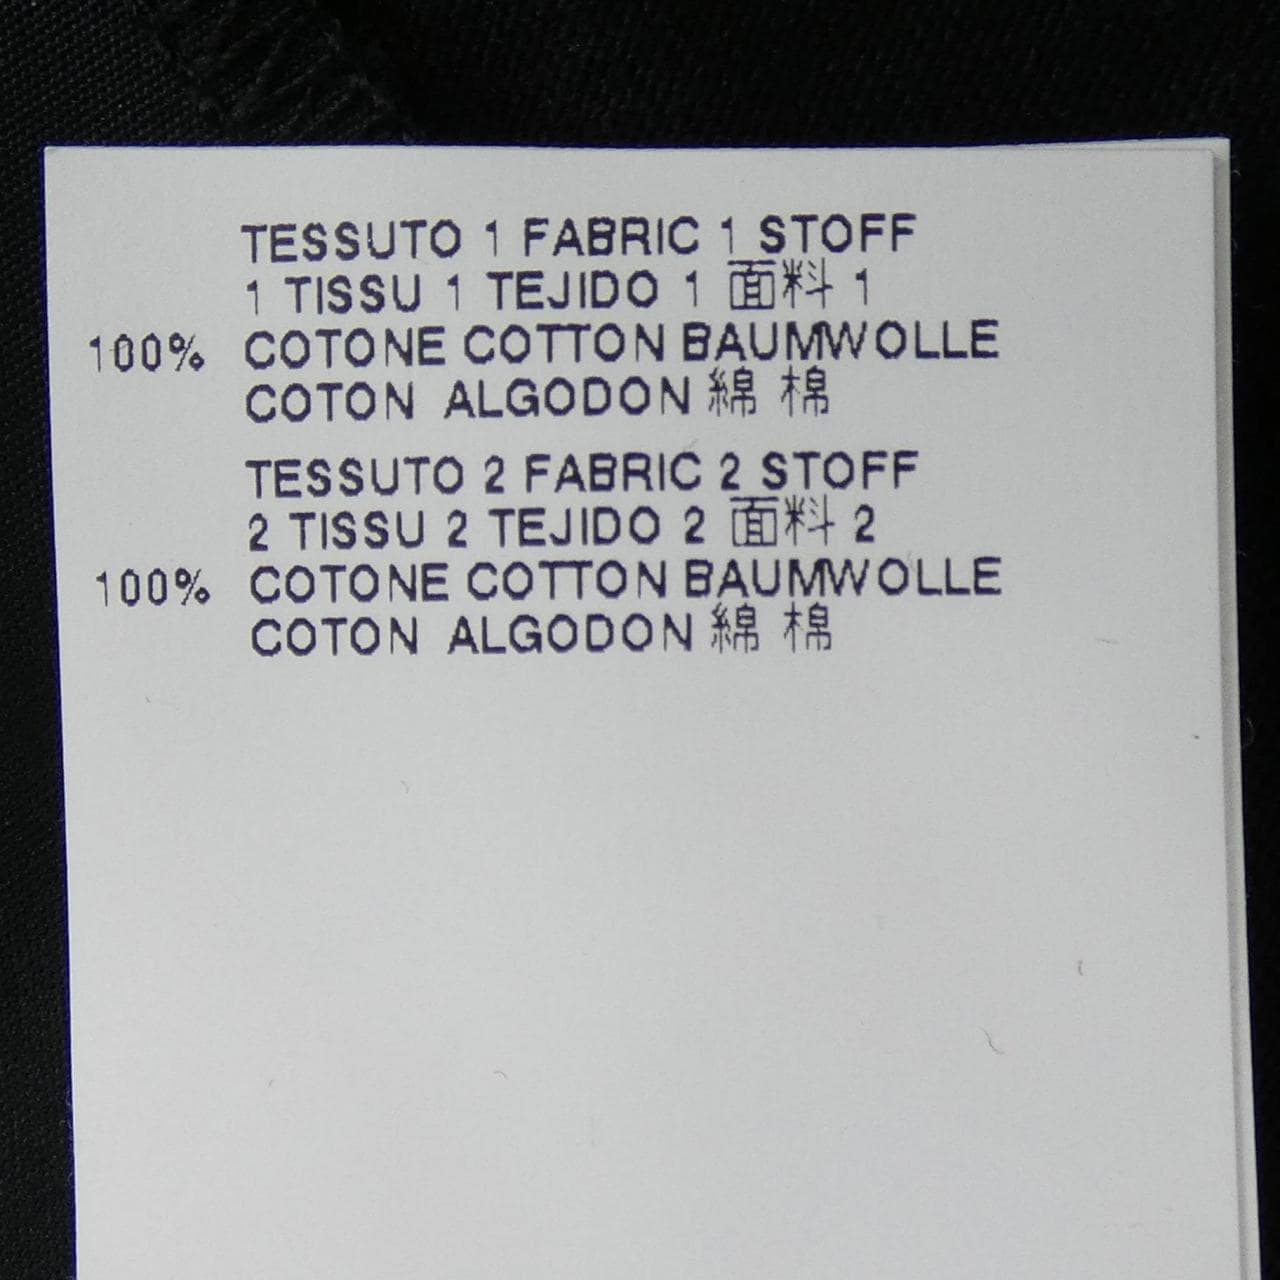 TESSUTO 1 FABRIC 1 STOFF
1 TISSU 1 TEJIDO 1 面料 1
100% COTONE COTTON BAUMWOLLE
COTON ALGODON 綿 棉
TESSUTO 2 FABRIC 2 STOFF
2 TISSU 2 TEJIDO 2 面料 2
100% COTONE COTTON BAUMWOLLE
COTON ALGODON 綿 棉